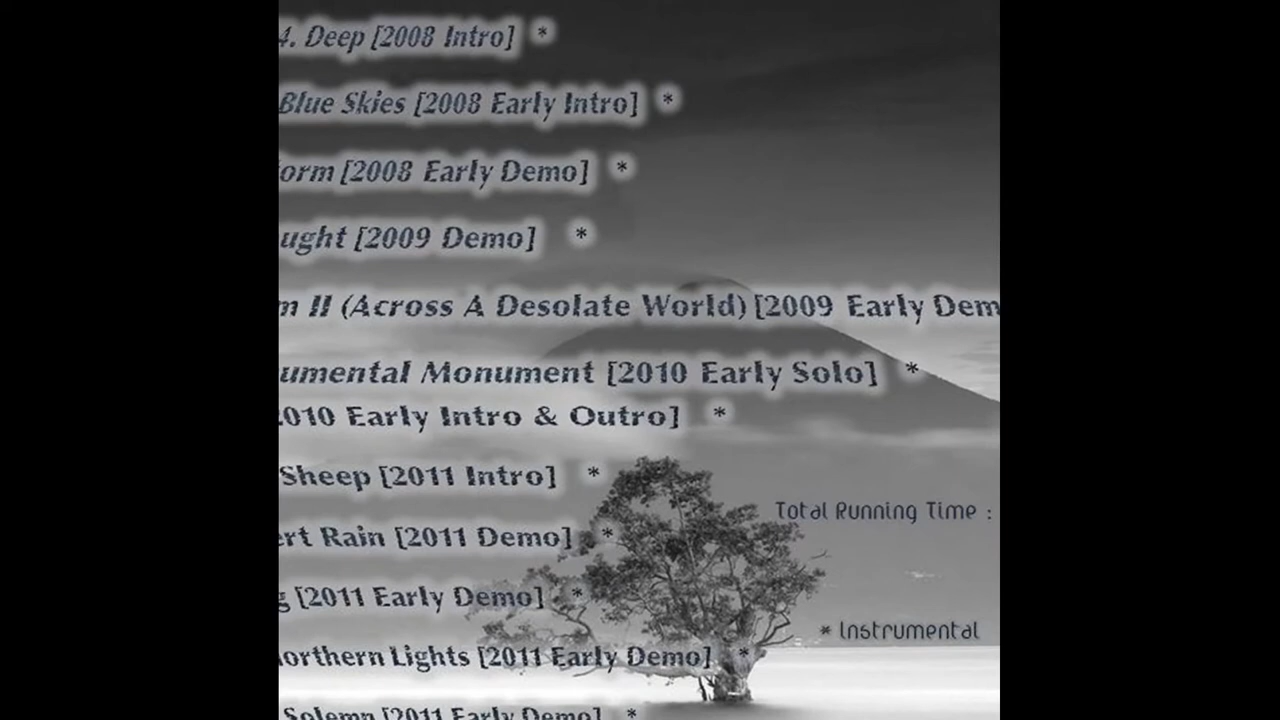 4. Deep [2008 Intro] *
Blue Skies [2008 Early Intro] *
orm [2008 Early Demo] *
ught [2009 Demo] *
m II (Across A Desolate World) [2009 Early Dem
umental Monument [2010 Early Solo] *
2010 Early Intro & Outro] *
Sheep [2011 Intro] *
Total Running Time :
ert Rain [2011 Demo] *
g [2011 Early Demo] *
* Instrumental
orthern Lights [2011 Early Demo] *
Solemn [2011 Early Demo] *